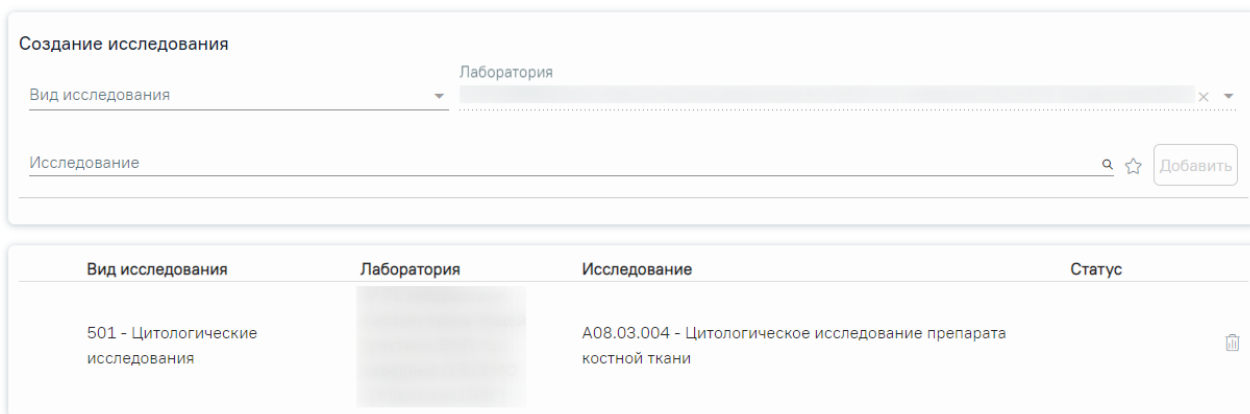 Создание исследования
Лаборатория
Вид исследования
Исследование
Добавить
Вид исследования Лаборатория Исследование Статус
501 - Цитологические
исследования
A08.03.004 - Цитологическое исследование препарата
костной ткани